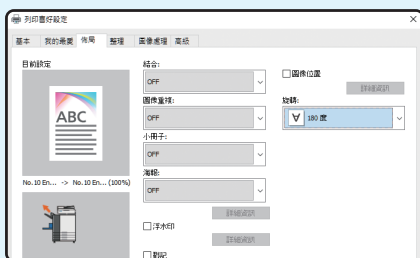 列印喜好設定
基本 我的最愛 佈局 整理 圖像處理 高級
目前設定
ABC
No. 10 En... -> No. 10 En... (100%)
結合:
OFF
圖像重複:
OFF
小冊子:
OFF
海報:
OFF
詳細資訊
浮水印
詳細資訊
戳記
圖像位置
詳細資訊
旋轉:
180 度